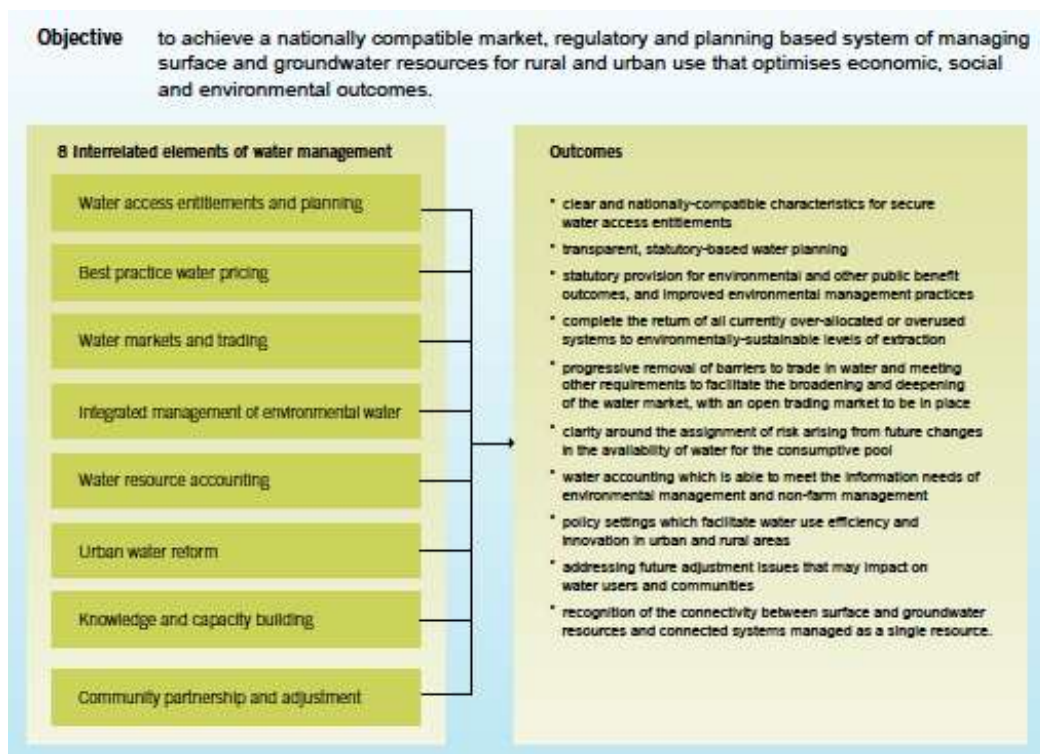 Objective to achieve a nationally compatible market, regulatory and planning based system of managing
surface and groundwater resources for rural and urban use that optimises economic, social
and environmental outcomes.
8 Interrelated elements of water management
Water access entitlements and planning
Best practice water pricing
Water markets and trading
Integrated management of environmental water
Water resource accounting
Urban water reform
Knowledge and capacity building
Community partnership and adjustment
Outcomes
• clear and nationally-compatible characteristics for secure
water access entitlements
• transparent, statutory-based water planning
• statutory provision for environmental and other public benefit
outcomes, and improved environmental management practices
• complete the return of all currently over-allocated or overused
systems to environmentally-sustainable levels of extraction
• progressive removal of barriers to trade in water and meeting
other requirements to facilitate the broadening and deepening
of the water market, with an open trading market to be in place
• clarity around the assignment of risk arising from future changes
in the availability of water for the consumptive pool
• water accounting which is able to meet the information needs of
environmental management and non-farm management
• policy settings which facilitate water use efficiency and
innovation in urban and rural areas
• addressing future adjustment issues that may impact on
water users and communities
• recognition of the connectivity between surface and groundwater
resources and connected systems managed as a single resource.